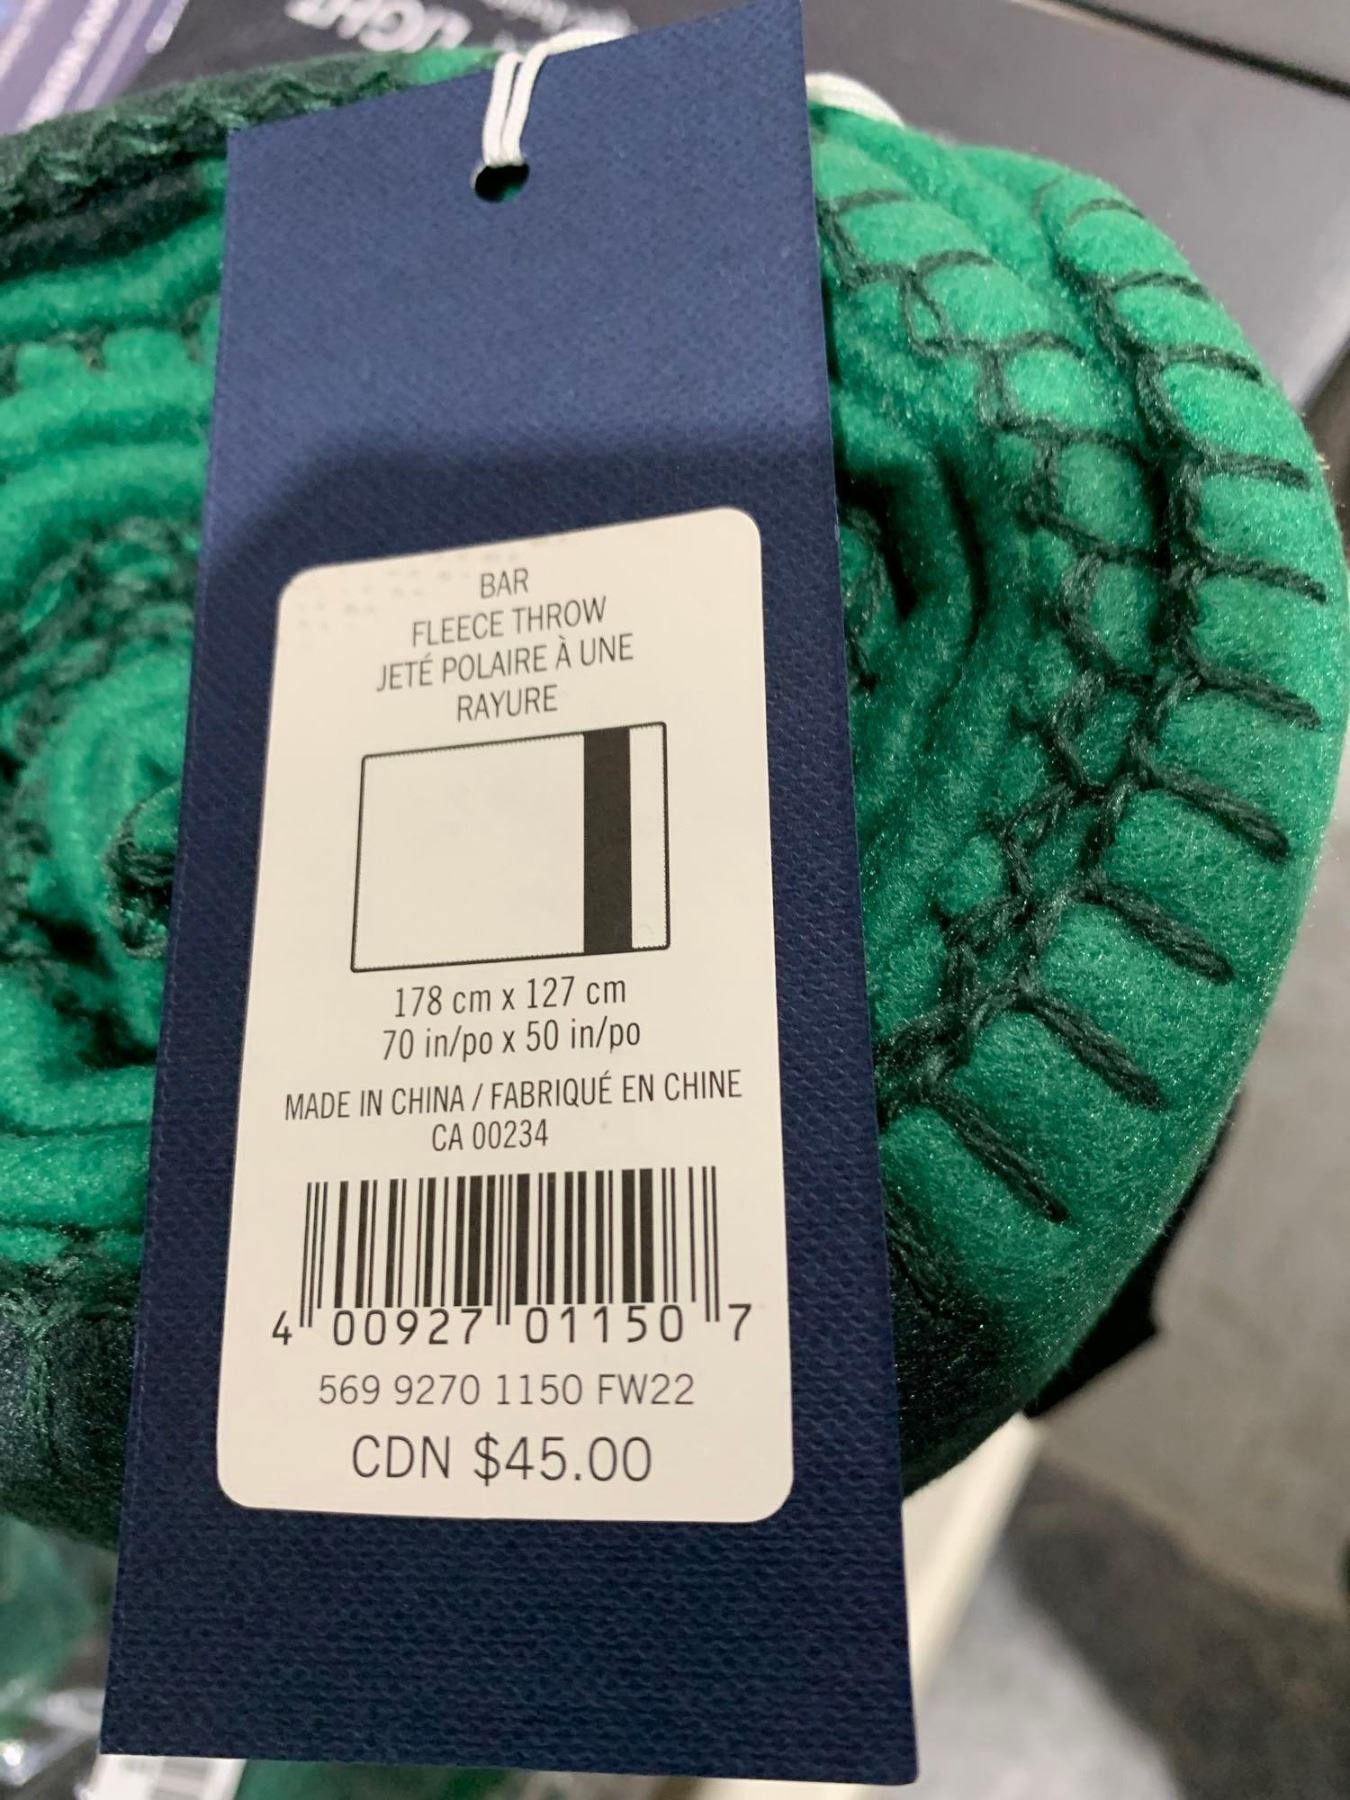 LIGHT
BAR
FLEECE THROW
JETÉ POLAIRE À UNE
RAYURE
178 cm x 127 cm
70 in/po x 50 in/po
MADE IN CHINA / FABRIQUÉ EN CHINE
CA 00234
4 00927 01150 7
569 9270 1150 FW22
CDN $45.00